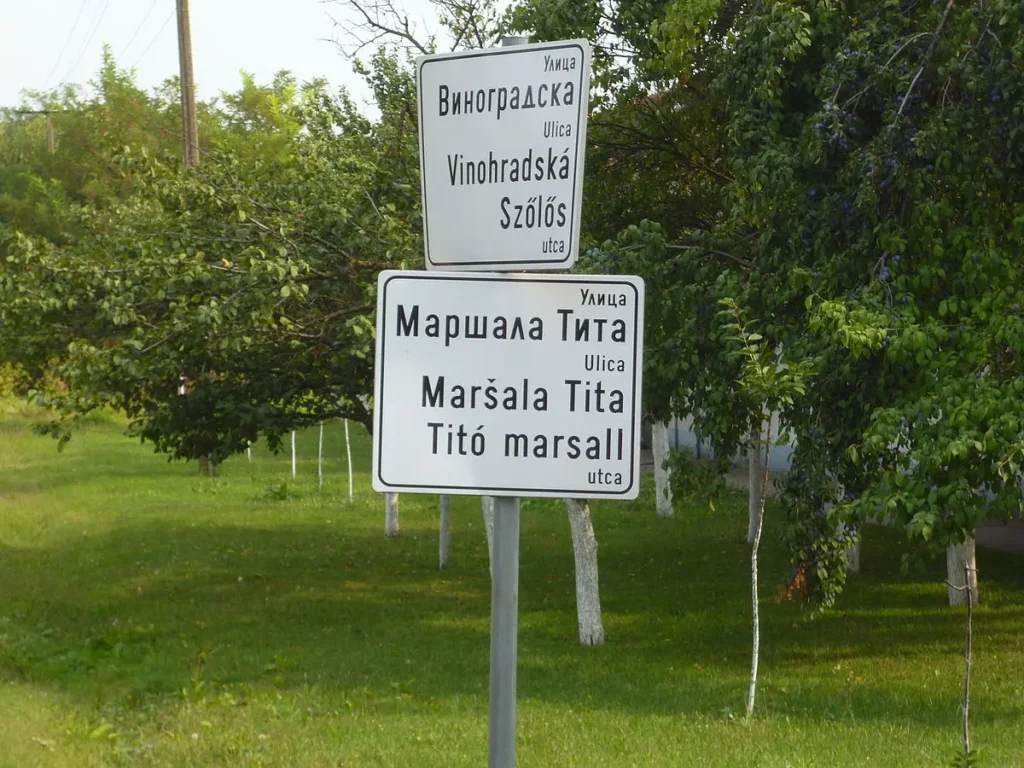 Улица
Виноградска
Ulica
Vinohradská
Szőlős
utca
Улица
Маршала Тита
Ulica
Maršala Tita
Titó marsall
utca